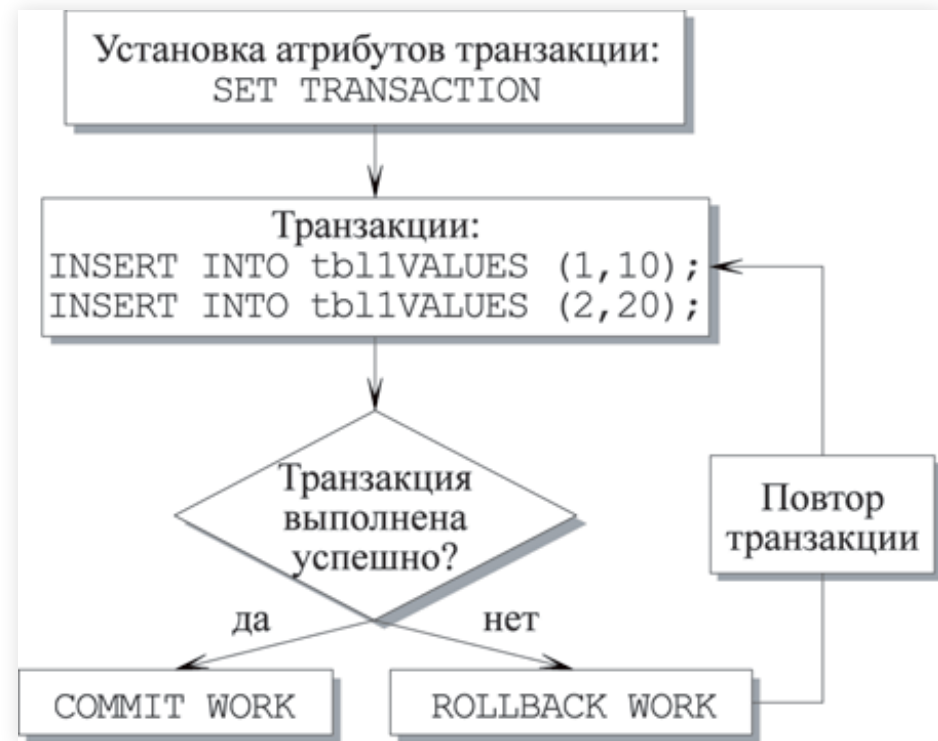 Установка атрибутов транзакции:
SET TRANSACTION
Транзакции:
INSERT INTO tbl1VALUES (1,10);
INSERT INTO tbl1VALUES (2,20);
Транзакция
выполнена
успешно?
Повтор
транзакции
да
нет
COMMIT WORK
ROLLBACK WORK